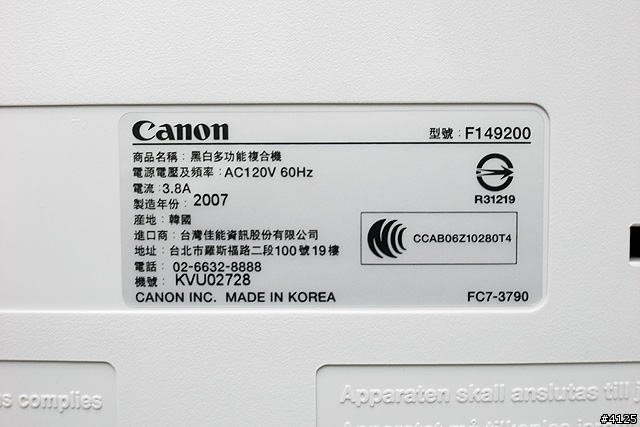 Canon 型號：F149200
商品名稱：黑白多功能複合機
電源電壓及頻率：AC120V 60Hz
電流：3.8A
製造年份：2007
R31219
産地：韓國
進口商：台灣佳能資訊股份有限公司
CCAB06Z10280T4
地址：台北市羅斯福路二段100號19樓
電話： 02-6632-8888
機號：KVU02728
CANON INC. MADE IN KOREA FC7-3790
us complies
Apparaten skall anslutas till j
#4125